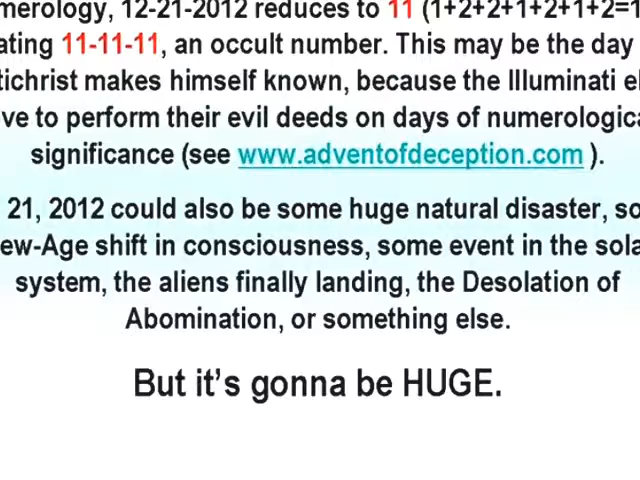 merology, 12-21-2012 reduces to 11 (1+2+2+1+2+1+2=1
ating 11-11-11, an occult number. This may be the day
tichrist makes himself known, because the Illuminati el
ve to perform their evil deeds on days of numerologica
significance (see www.adventofdeception.com ).
21, 2012 could also be some huge natural disaster, so
ew-Age shift in consciousness, some event in the sola
system, the aliens finally landing, the Desolation of
Abomination, or something else.
But it's gonna be HUGE.